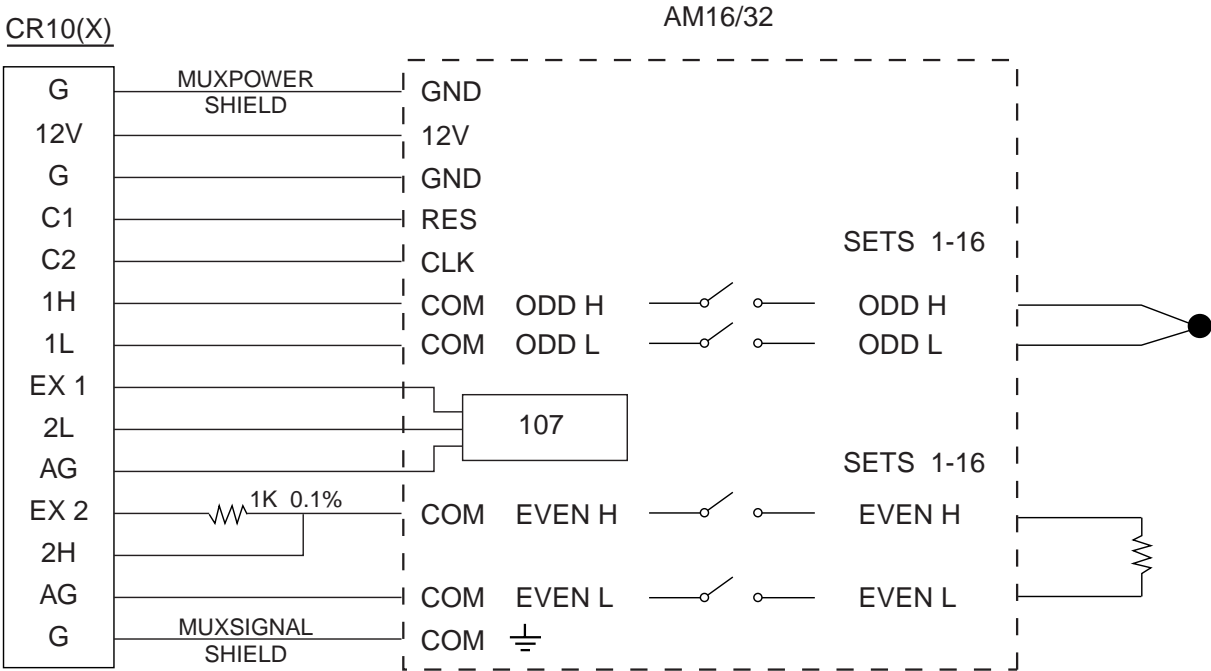 AM16/32
CR10(X)
G MUXPOWER SHIELD GND
12V 12V
G GND
C1 RES
SETS 1-16
C2 CLK
1H COM ODD H ODD H
1L COM ODD L ODD L
EX 1
107
2L
AG
SETS 1-16
EX 2 1K 0.1% COM EVEN H EVEN H
2H
AG COM EVEN L EVEN L
G MUXSIGNAL SHIELD COM